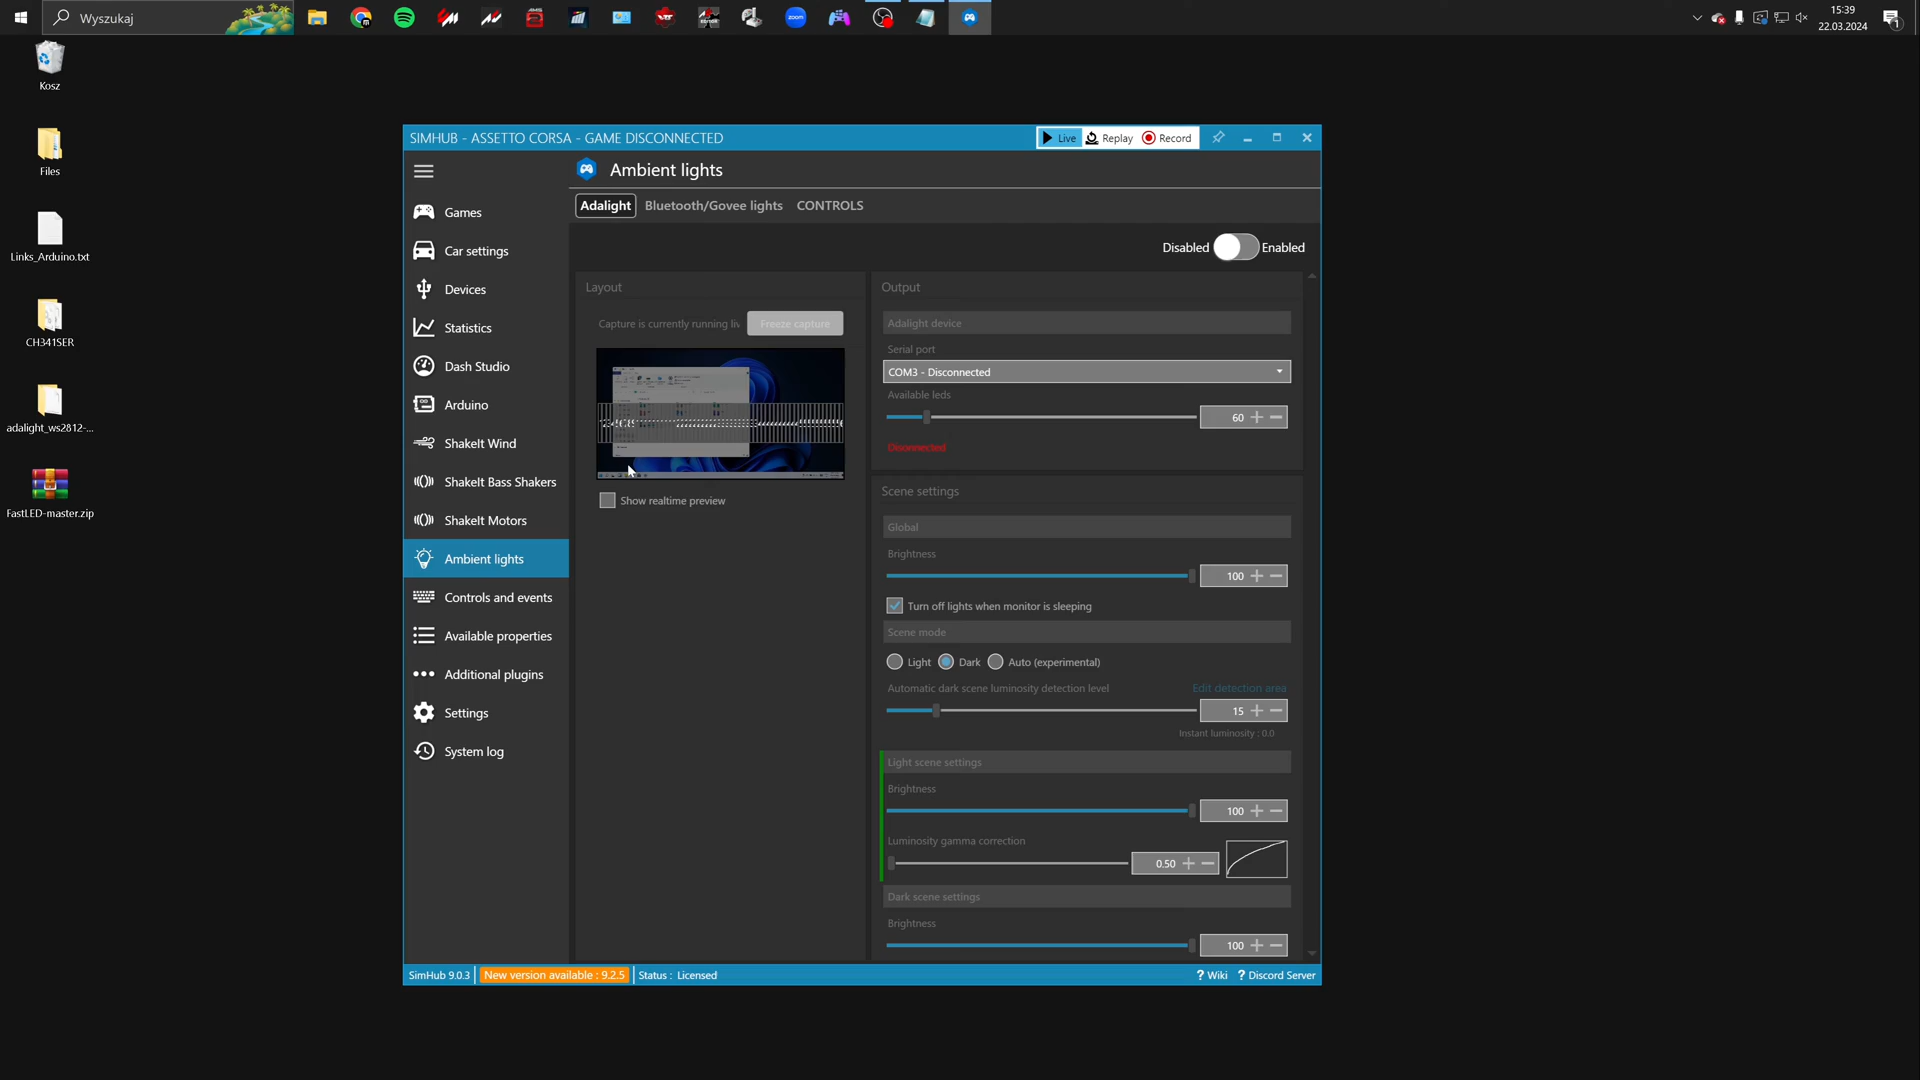 Wyszukaj
15:39
22.03.2024
1
Kosz
Files
Links_Arduino.txt
CH341SER
adalight_ws2812-...
FastLED-master.zip
SIMHUB - ASSETTO CORSA - GAME DISCONNECTED
Live
Replay
Record
Ambient lights
Adalight
Bluetooth/Govee lights
CONTROLS
Games
Car settings
Devices
Statistics
Dash Studio
Arduino
ShakeIt Wind
ShakeIt Bass Shakers
ShakeIt Motors
Ambient lights
Controls and events
Available properties
Additional plugins
Settings
System log
Disabled
Enabled
Layout
Capture is currently running liv
Freeze capture
Show realtime preview
Output
Adalight device
Serial port
COM3 - Disconnected
Available leds
60
Disconnected
Scene settings
Global
Brightness
100
Turn off lights when monitor is sleeping
Scene mode
Light
Dark
Auto (experimental)
Automatic dark scene luminosity detection level
Edit detection area
15
Instant luminosity : 0.0
Light scene settings
Brightness
100
Luminosity gamma correction
0.50
Dark scene settings
Brightness
100
SimHub 9.0.3
New version available : 9.2.5
Status : Licensed
? Wiki
? Discord Server